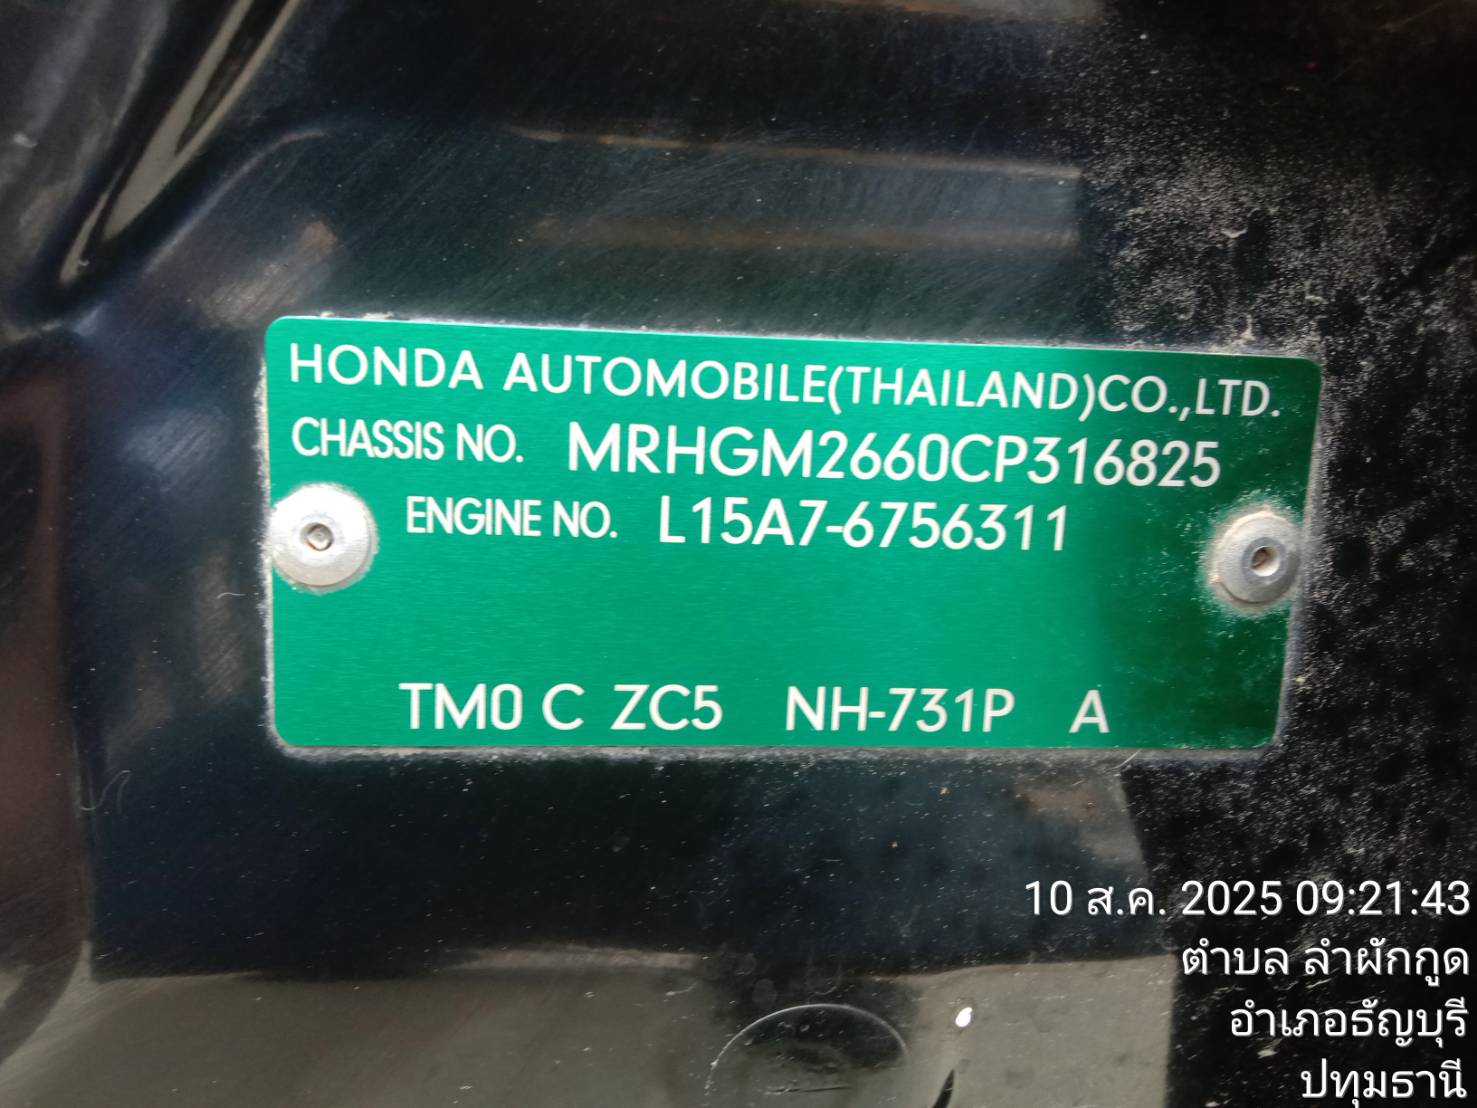 HONDA AUTOMOBILE(THAILAND)CO.,LTD.
CHASSIS NO. MRHGM2660CP316825
ENGINE NO. L15A7-6756311
TM0 C ZC5 NH-731P A
10 ส.ค. 2025 09:21:43
ตำบล ลำผักกูด
อำเภอธัญบุรี
ปทุมธานี